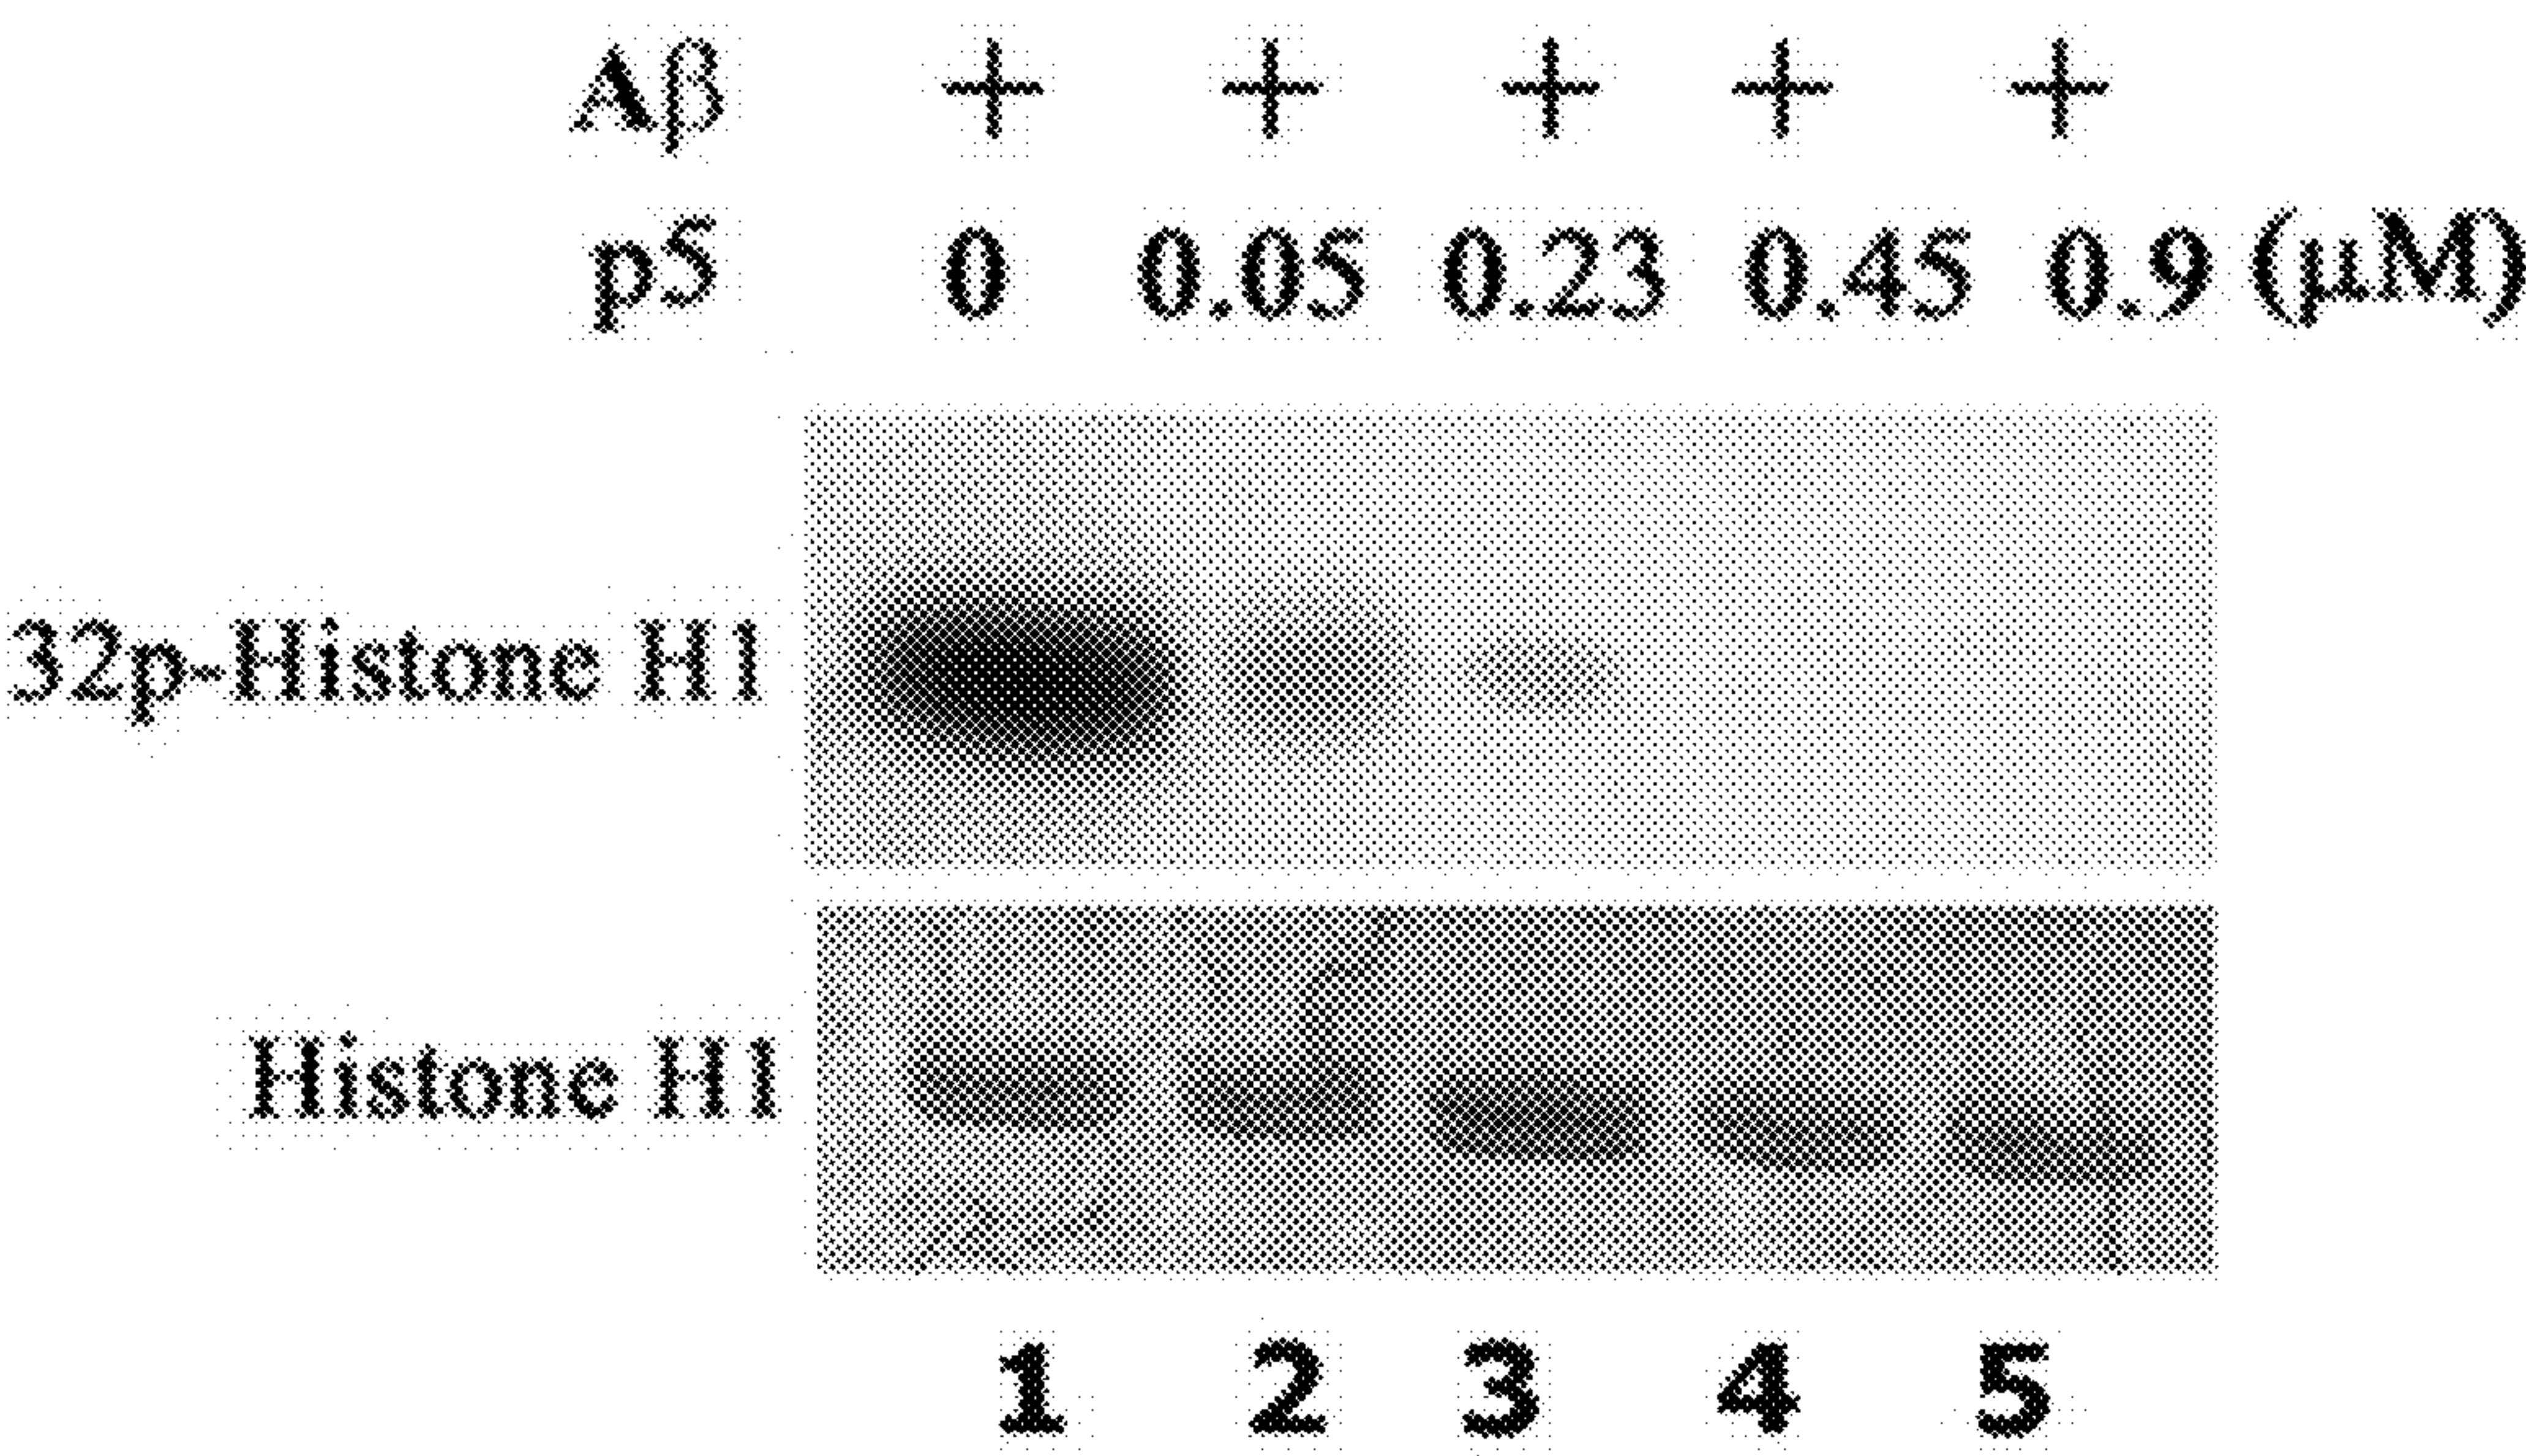 Aβ + + + + +
p5 0 0.05 0.23 0.45 0.9 (μM)
32p-Histone H1
Histone H1
1 2 3 4 5